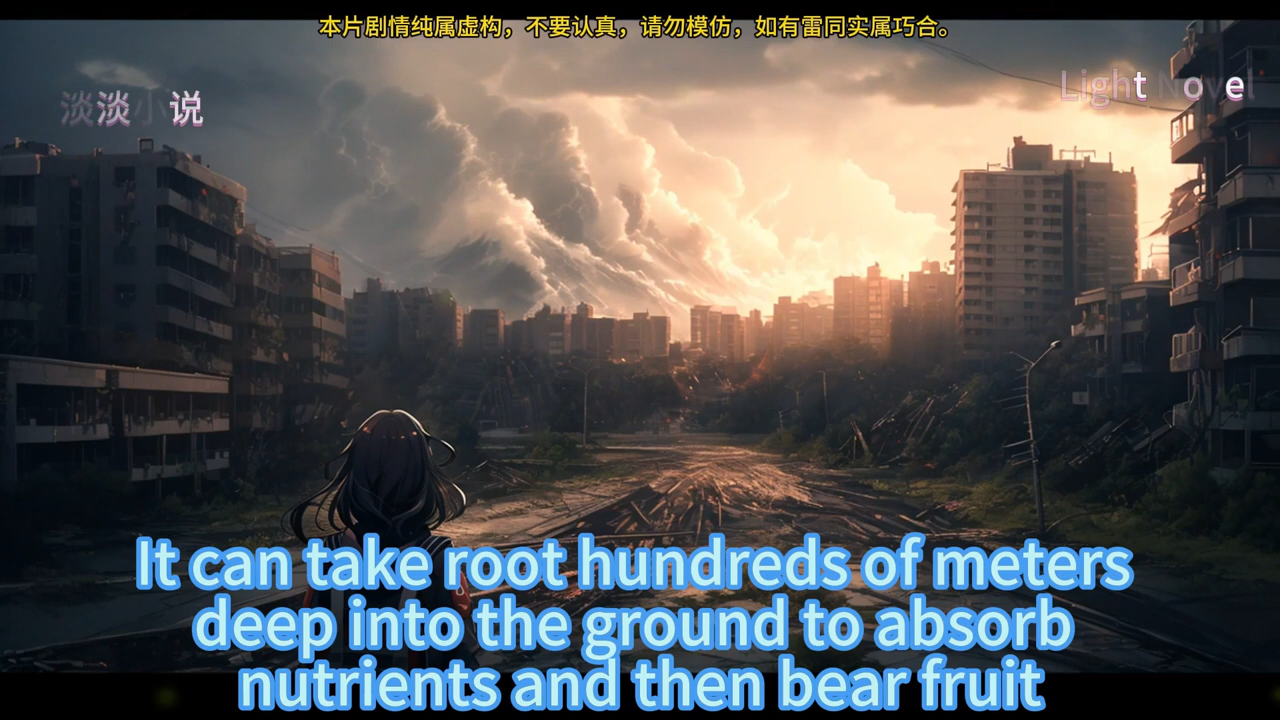 本片剧情纯属虚构，不要认真，请勿模仿，如有雷同实属巧合。
淡淡小说
Light Novel
It can take root hundreds of meters
deep into the ground to absorb
nutrients and then bear fruit